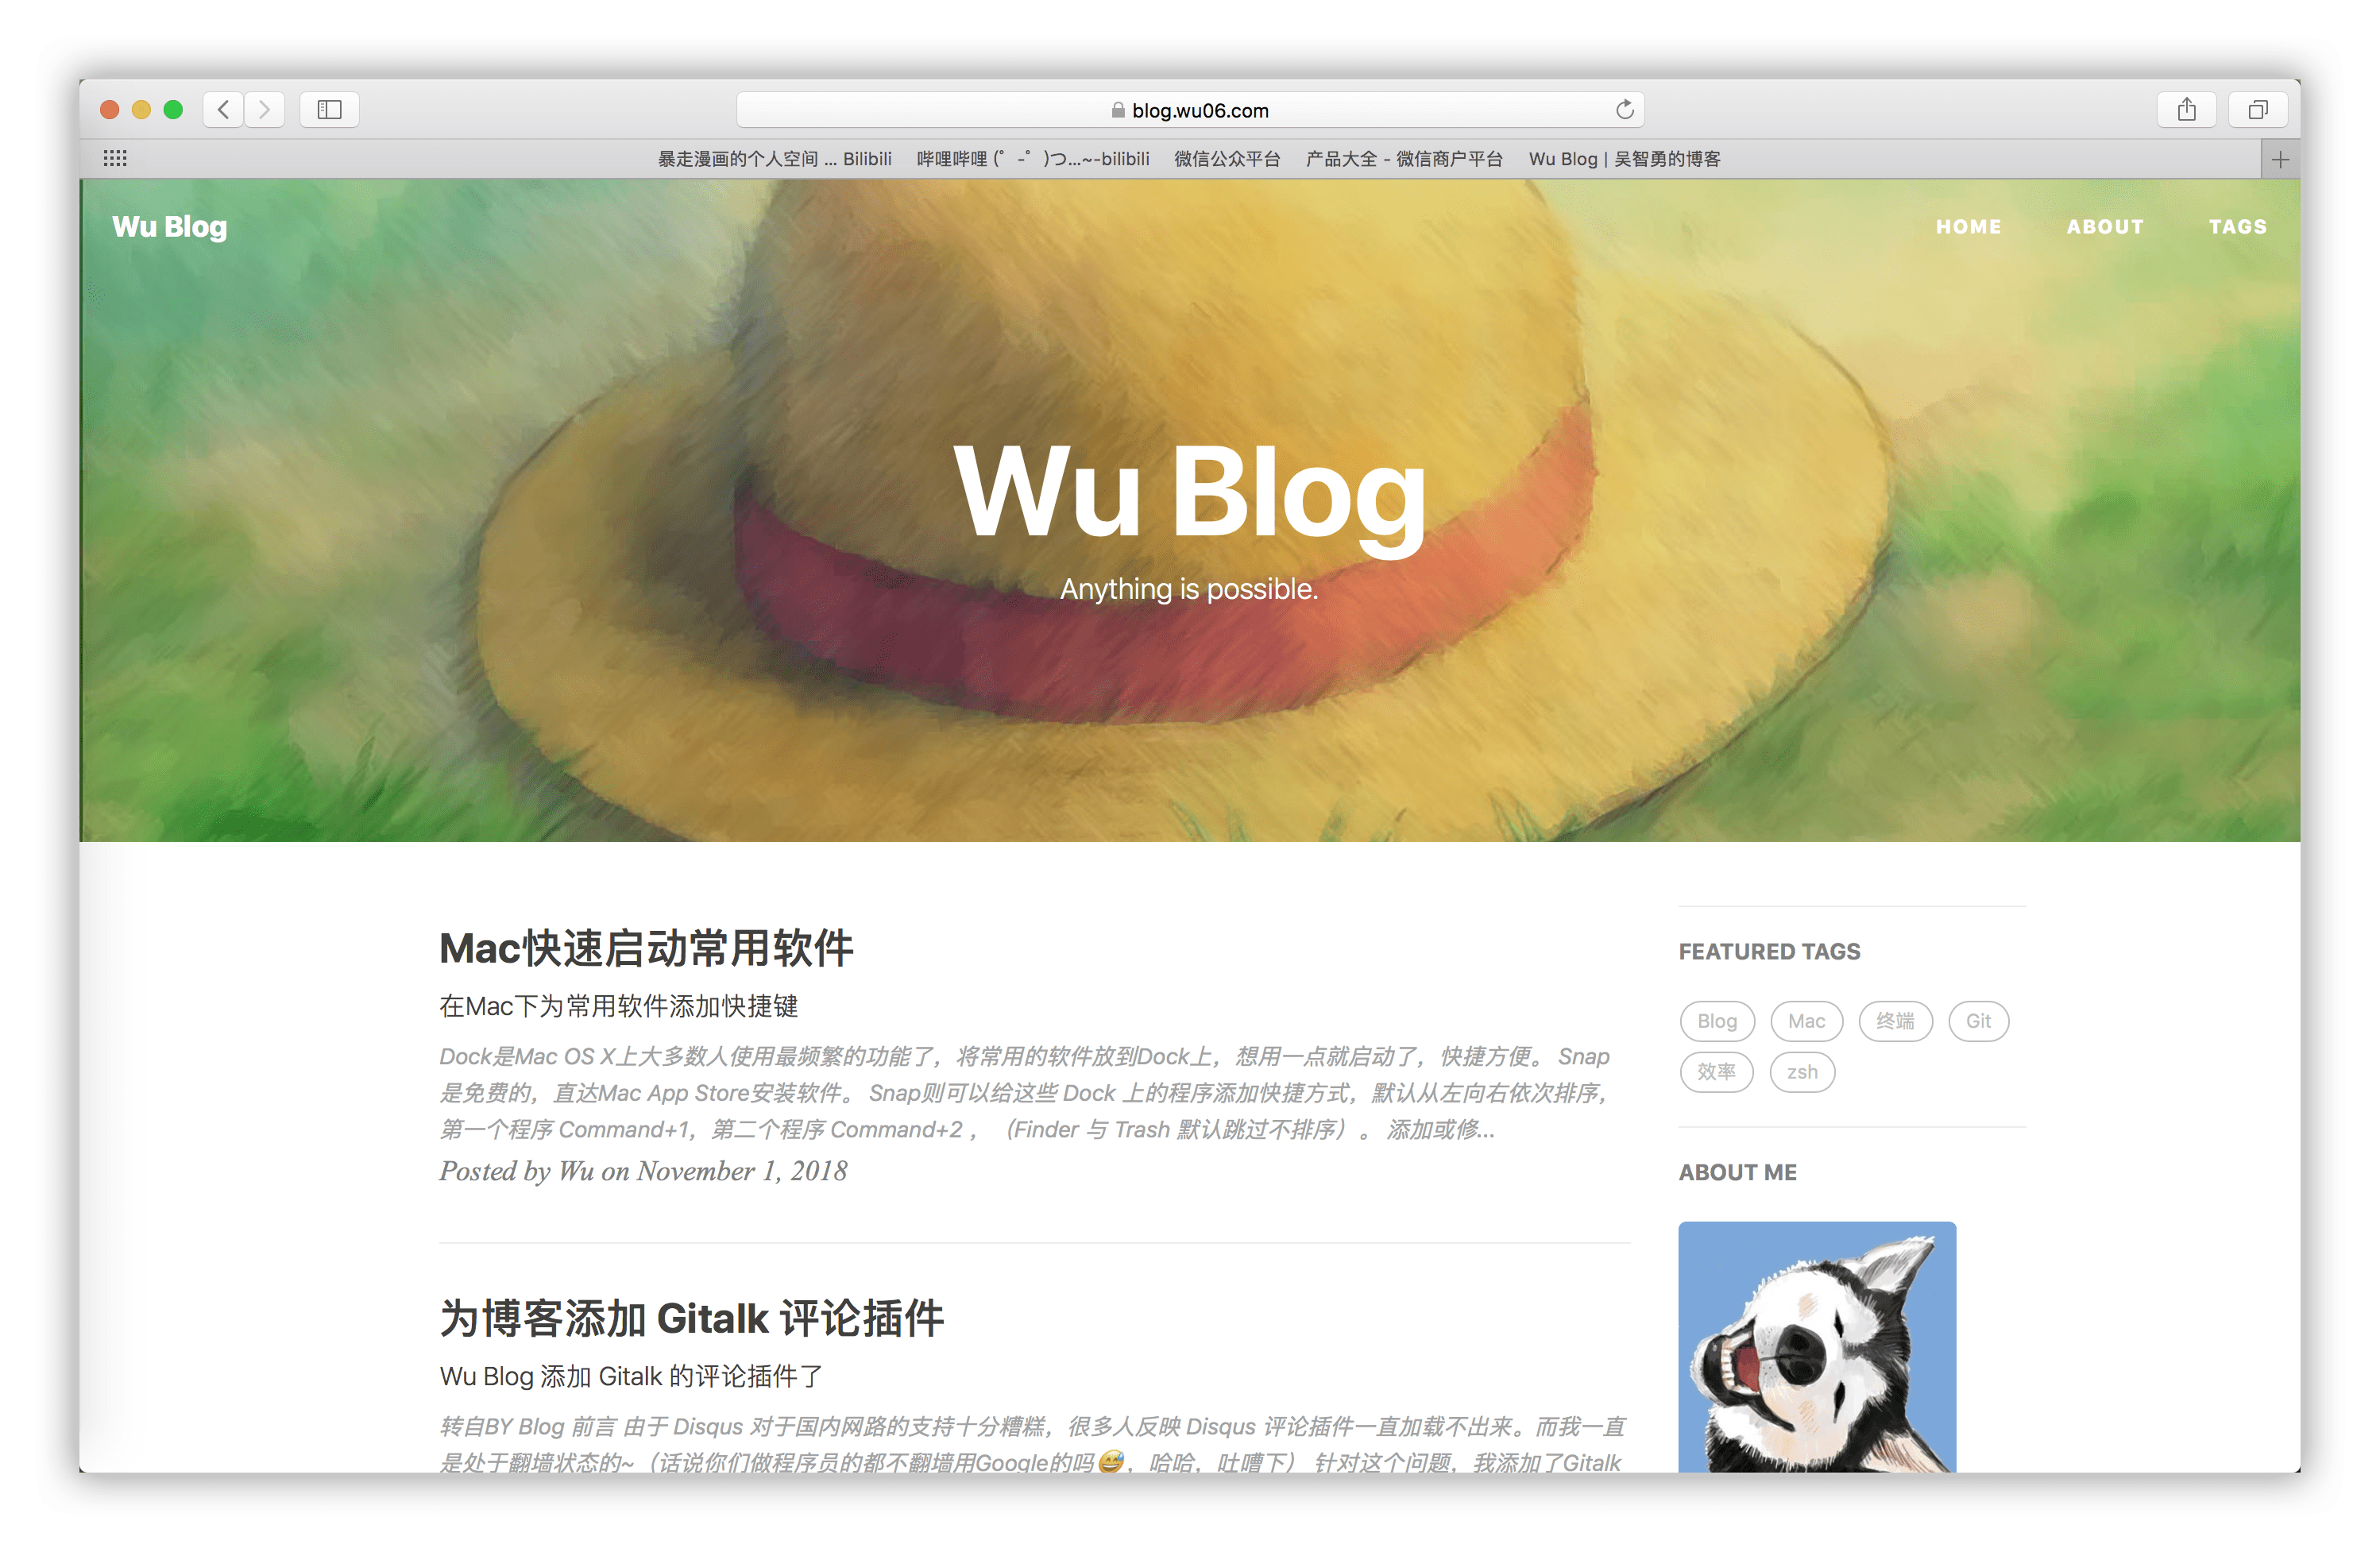 blog.wu06.com
暴走漫画的个人空间 ... Bilibili 哔哩哔哩 (゜-゜)つ...~-bilibili 微信公众平台 产品大全 - 微信商户平台 Wu Blog | 吴智勇的博客
Wu Blog HOME ABOUT TAGS
Wu Blog
Anything is possible.
Mac快速启动常用软件
在Mac下为常用软件添加快捷键
Dock是Mac OS X上大多数人使用最频繁的功能了，将常用的软件放到Dock上，想用一点就启动了，快捷方便。 Snap
是免费的，直达Mac App Store安装软件。 Snap则可以给这些 Dock 上的程序添加快捷方式，默认从左向右依次排序，
第一个程序 Command+1，第二个程序 Command+2 ，（Finder 与 Trash 默认跳过不排序）。 添加或修...
Posted by Wu on November 1, 2018
为博客添加 Gitalk 评论插件
Wu Blog 添加 Gitalk 的评论插件了
转自BY Blog 前言 由于 Disqus 对于国内网路的支持十分糟糕，很多人反映 Disqus 评论插件一直加载不出来。而我一直
是处于翻墙状态的~（话说你们做程序员的都不翻墙用Google的吗😅，哈哈，吐嘈下） 针对这个问题，我添加了Gitalk
FEATURED TAGS
Blog Mac 终端 Git
效率 zsh
ABOUT ME